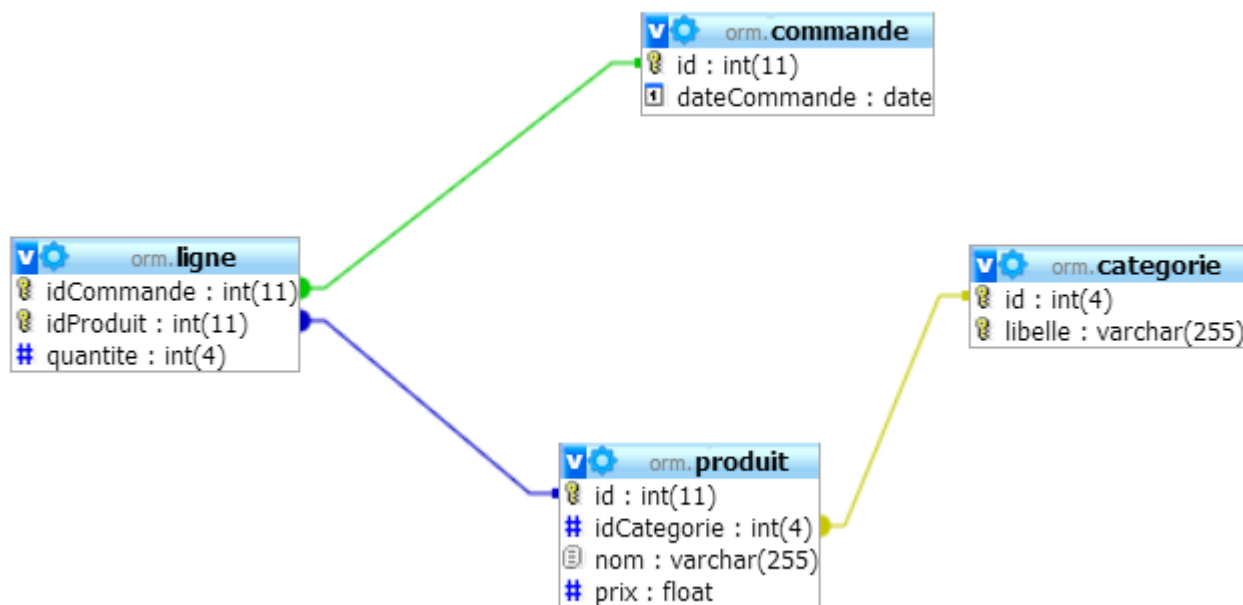 orm.commande
id : int(11)
dateCommande : date
orm.ligne
idCommande : int(11)
idProduit : int(11)
# quantite : int(4)
orm.categorie
id : int(4)
libelle : varchar(255)
orm.produit
id : int(11)
# idCategorie : int(4)
nom : varchar(255)
# prix : float